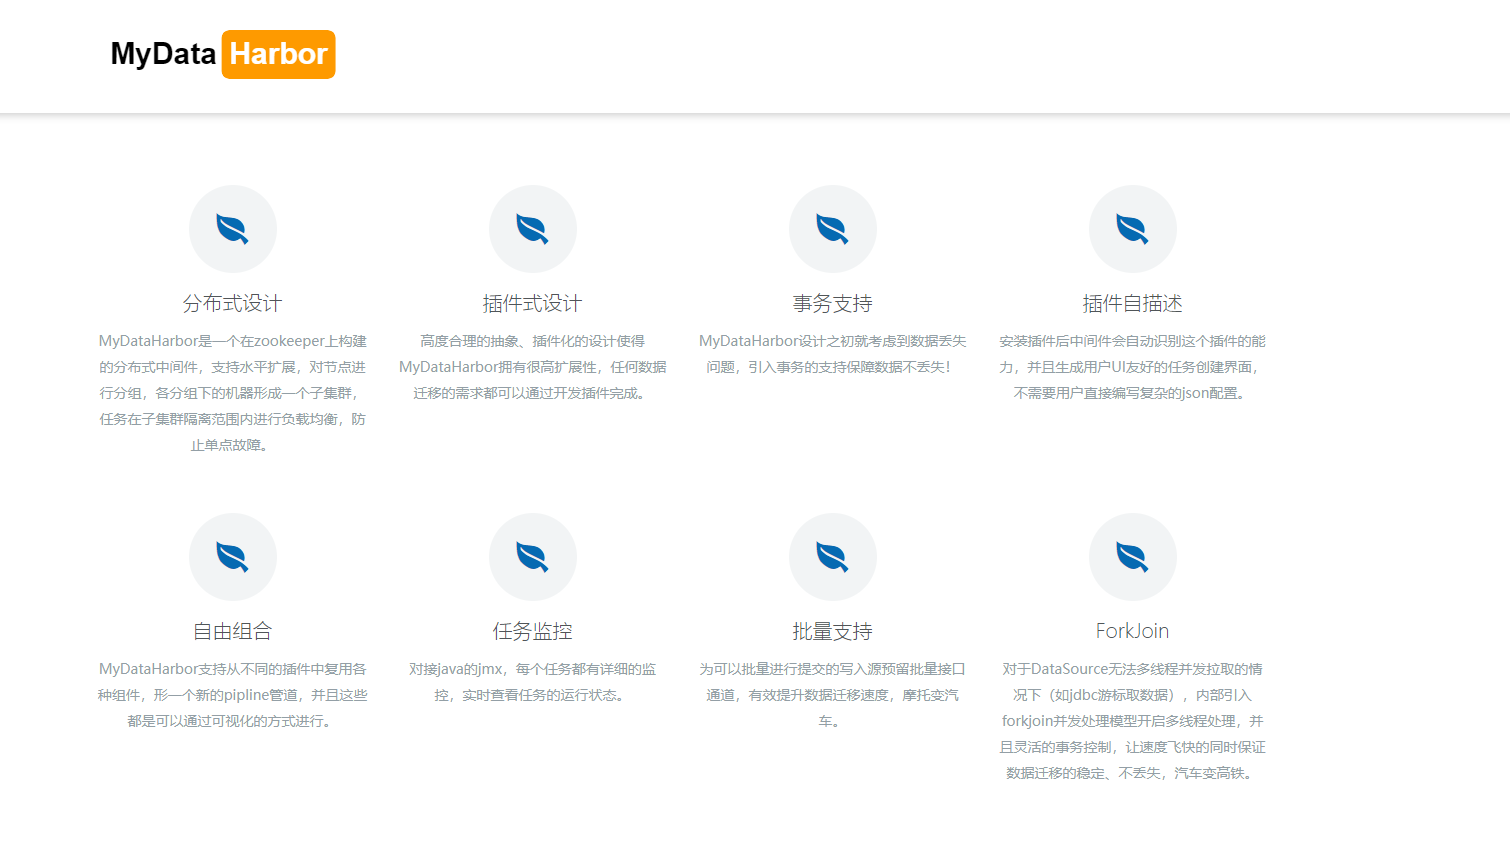 MyData Harbor
分布式设计
MyDataHarbor是一个在zookeeper上构建
的分布式中间件，支持水平扩展，对节点进
行分组，各分组下的机器形成一个子集群，
任务在子集群隔离范围内进行负载均衡，防
止单点故障。
插件式设计
高度合理的抽象、插件化的设计使得
MyDataHarbor拥有很高扩展性，任何数据
迁移的需求都可以通过开发插件完成。
事务支持
MyDataHarbor设计之初就考虑到数据丢失
问题，引入事务的支持保障数据不丢失！
插件自描述
安装插件后中间件会自动识别这个插件的能
力，并且生成用户UI友好的任务创建界面，
不需要用户直接编写复杂的json配置。
自由组合
MyDataHarbor支持从不同的插件中复用各
种组件，形一个新的pipline管道，并且这些
都是可以通过可视化的方式进行。
任务监控
对接java的jmx，每个任务都有详细的监
控，实时查看任务的运行状态。
批量支持
为可以批量进行提交的写入源预留批量接口
通道，有效提升数据迁移速度，摩托变汽
车。
ForkJoin
对于DataSource无法多线程并发拉取的情
况下（如jdbc游标取数据），内部引入
forkjoin并发处理模型开启多线程处理，并
且灵活的事务控制，让速度飞快的同时保证
数据迁移的稳定、不丢失，汽车变高铁。